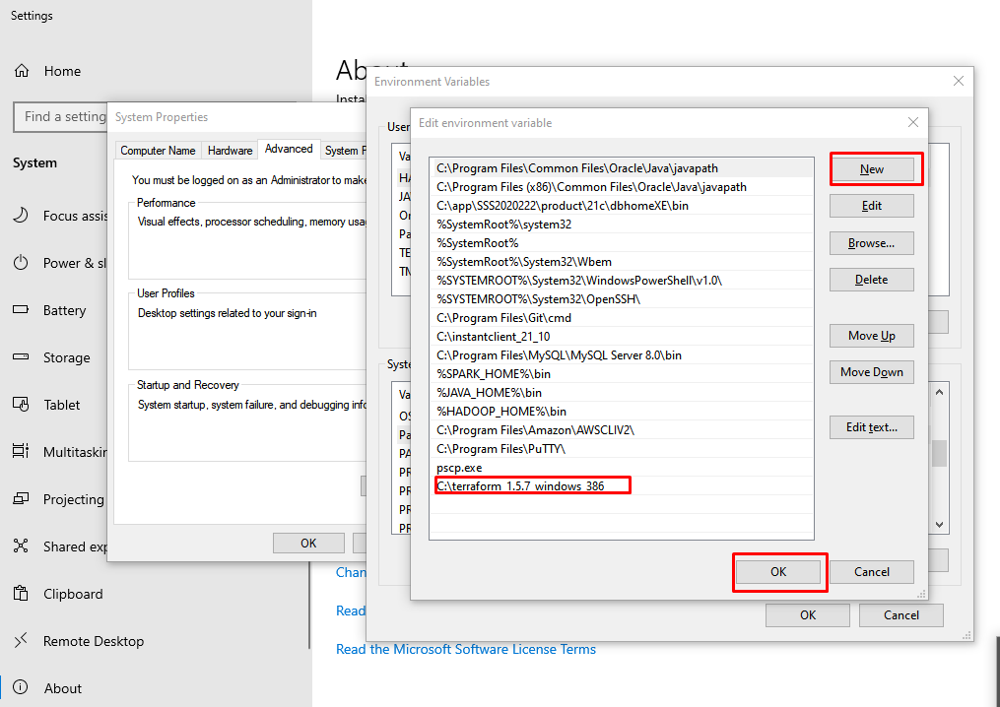 Settings
Home
Find a setting
System
Focus assis
Power & sl
Battery
Storage
Tablet
Multitaskin
Projecting
Shared exp
Clipboard
Remote Desktop
About
About
Insta
Chan
Read
Read the Microsoft Software License Terms
System Properties
Computer Name
Hardware
Advanced
System P
You must be logged on as an Administrator to make
Performance
Visual effects, processor scheduling, memory usag
User Profiles
Desktop settings related to your sign-in
Startup and Recovery
System startup, system failure, and debugging info
OK
Environment Variables
User
Va
HA
JA
On
Pa
TE
TM
Syste
Va
OS
Pa
PA
PR
PR
PR
PR
OK
Cancel
Edit environment variable
C:\Program Files\Common Files\Oracle\Java\javapath
C:\Program Files (x86)\Common Files\Oracle\Java\javapath
C:\app\SSS2020222\product\21c\dbhomeXE\bin
%SystemRoot%\system32
%SystemRoot%
%SystemRoot%\System32\Wbem
%SYSTEMROOT%\System32\WindowsPowerShell\v1.0\
%SYSTEMROOT%\System32\OpenSSH\
C:\Program Files\Git\cmd
C:\instantclient_21_10
C:\Program Files\MySQL\MySQL Server 8.0\bin
%SPARK_HOME%\bin
%JAVA_HOME%\bin
%HADOOP_HOME%\bin
C:\Program Files\Amazon\AWSCLIV2\
C:\Program Files\PuTTY\
pscp.exe
C:\terraform_1.5.7_windows_386
New
Edit
Browse...
Delete
Move Up
Move Down
Edit text...
OK
Cancel